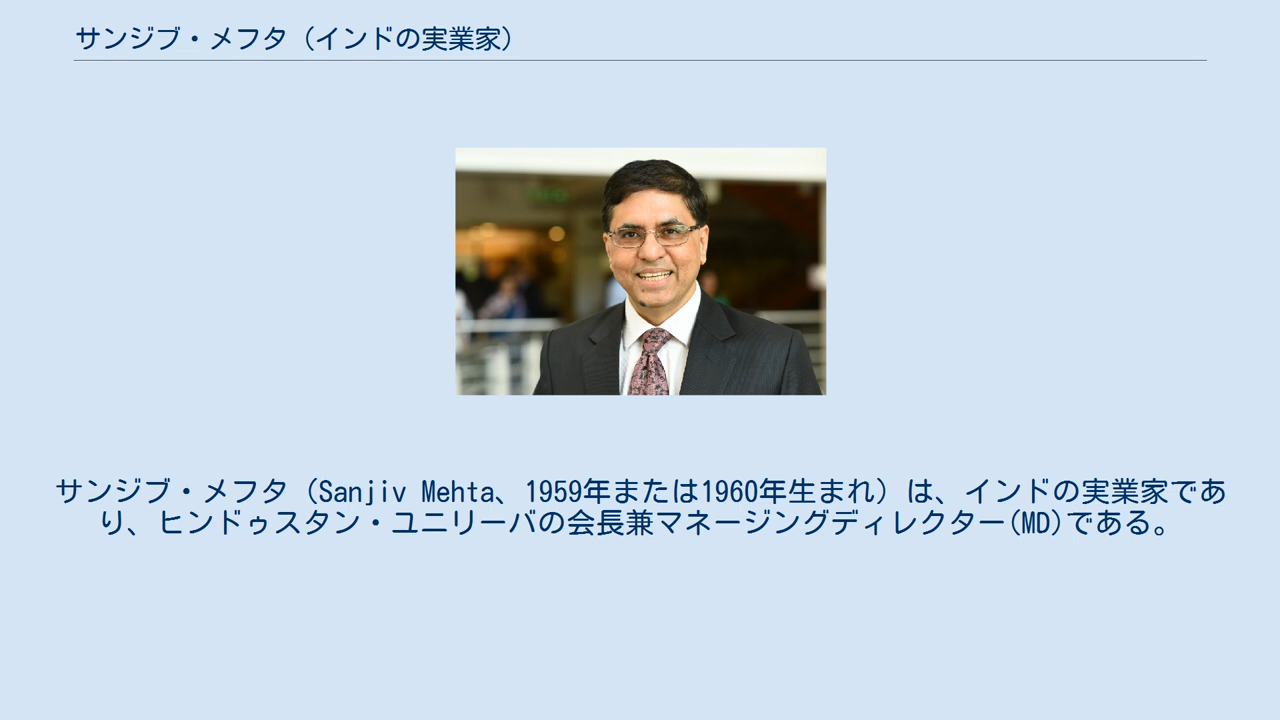 サンジブ・メフタ（インドの実業家）
サンジブ・メフタ（Sanjiv Mehta、1959年または1960年生まれ）は、インドの実業家であ
り、ヒンドゥスタン・ユニリーバの会長兼マネージングディレクター(MD)である。